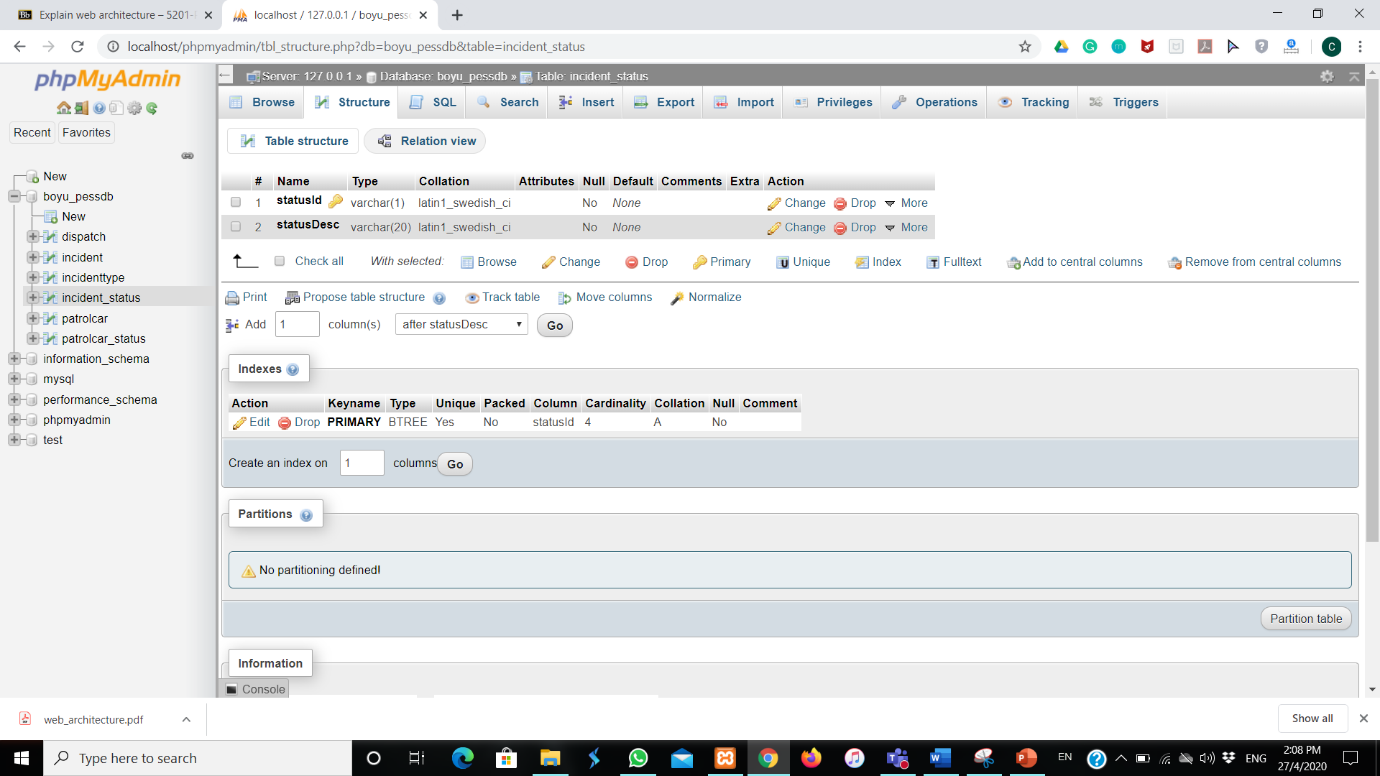 Explain web architecture – 5201-
localhost / 127.0.0.1 / boyu_pess
localhost/phpmyadmin/tbl_structure.php?db=boyu_pessdb&table=incident_status
C
phpMyAdmin
Recent Favorites
New
boyu_pessdb
New
dispatch
incident
incidenttype
incident_status
patrolcar
patrolcar_status
information_schema
mysql
performance_schema
phpmyadmin
test
Server: 127.0.0.1 » Database: boyu_pessdb » Table: incident_status
Browse Structure SQL Search Insert Export Import Privileges Operations Tracking Triggers
Table structure Relation view
# Name Type Collation Attributes Null Default Comments Extra Action
1 statusId varchar(1) latin1_swedish_ci No None Change Drop More
2 statusDesc varchar(20) latin1_swedish_ci No None Change Drop More
Check all With selected: Browse Change Drop Primary Unique Index Fulltext Add to central columns Remove from central columns
Print Propose table structure Track table Move columns Normalize
Add 1 column(s) after statusDesc Go
Indexes
Action Keyname Type Unique Packed Column Cardinality Collation Null Comment
Edit Drop PRIMARY BTREE Yes No statusId 4 A No
Create an index on 1 columns Go
Partitions
No partitioning defined!
Partition table
Information
Console
web_architecture.pdf
Show all
Type here to search
EN
ENG
2:08 PM
27/4/2020